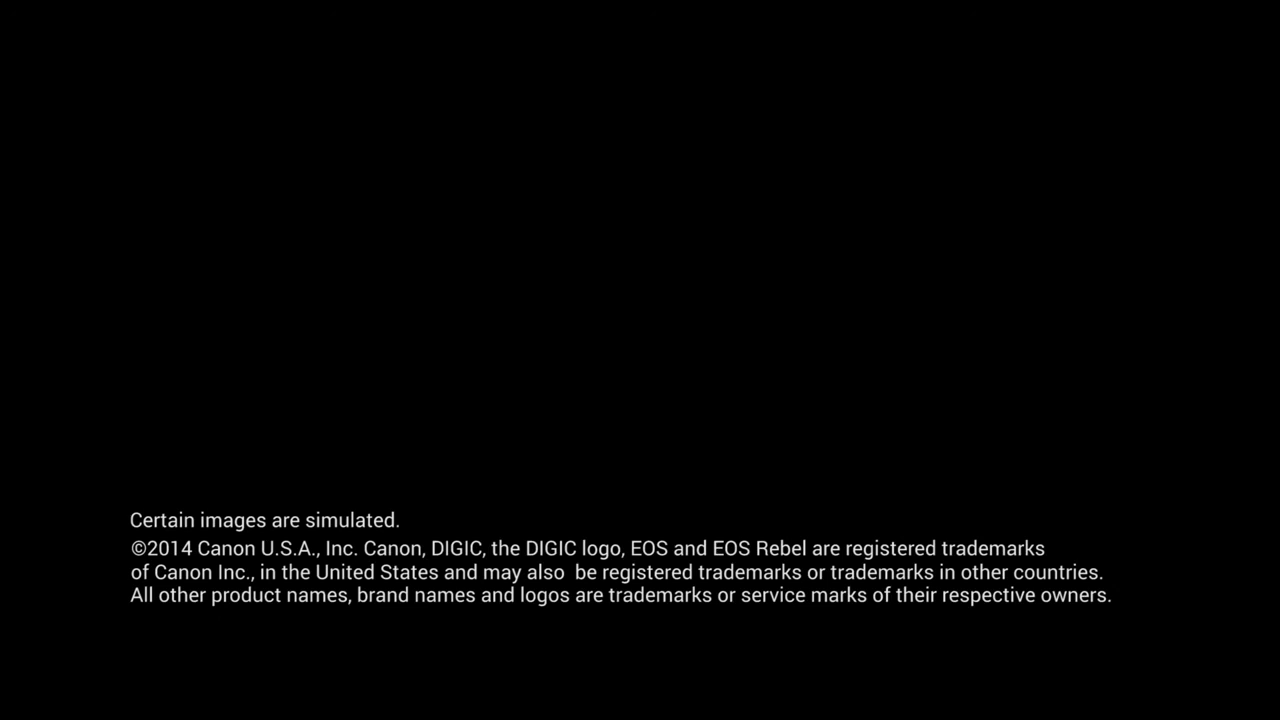 Certain images are simulated.
©2014 Canon U.S.A., Inc. Canon, DIGIC, the DIGIC logo, EOS and EOS Rebel are registered trademarks
of Canon Inc., in the United States and may also  be registered trademarks or trademarks in other countries.
All other product names, brand names and logos are trademarks or service marks of their respective owners.